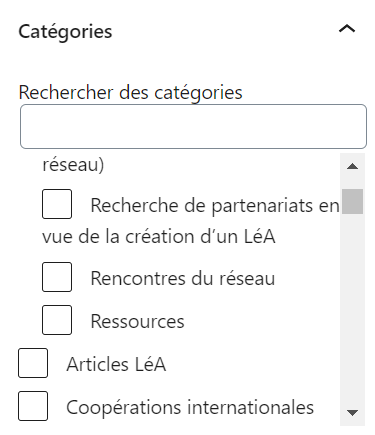 Catégories
Rechercher des catégories
réseau)
Recherche de partenariats en
vue de la création d’un LéA
Rencontres du réseau
Ressources
Articles LéA
Coopérations internationales